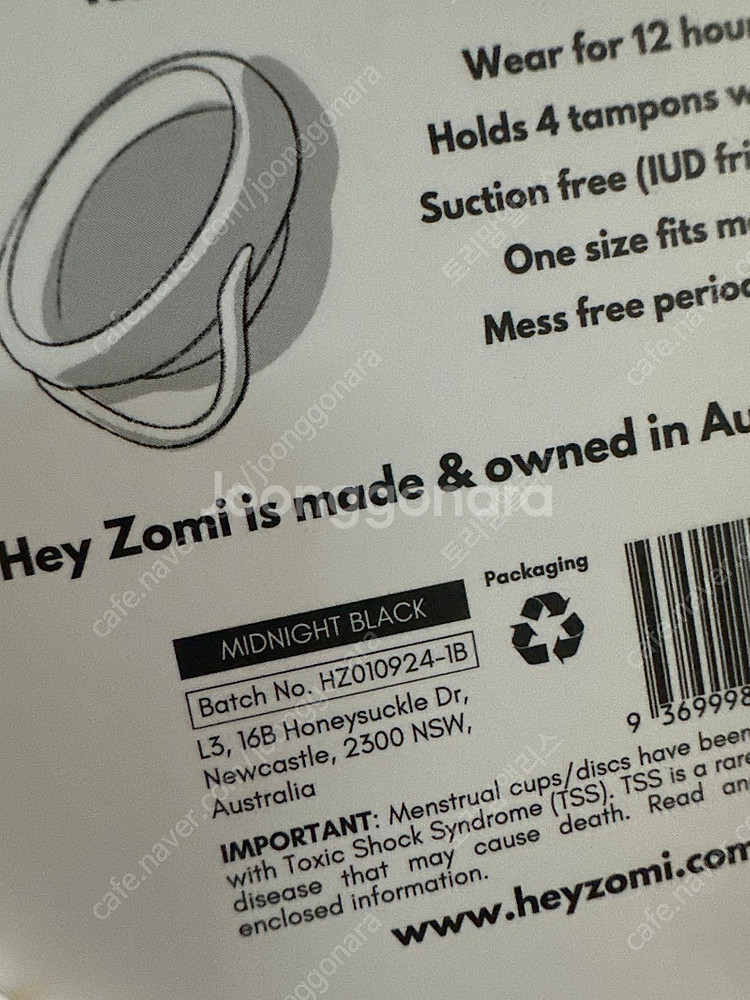 Wear for 12 hou
Holds 4 tampons w
Suction free (IUD fri
One size fits m
Mess free perio
Hey Zomi is made & owned in Au
Joonggonara
Packaging
MIDNIGHT BLACK
Batch No. HZ010924-1B
L3, 16B Honeysuckle Dr,
Newcastle, 2300 NSW,
Australia
9 369998
IMPORTANT: Menstrual cups/discs have been
with Toxic Shock Syndrome (TSS). TSS is a rare
disease that may cause death. Read an
enclosed information.
www.heyzomi.com
cafe.naver.com/joonggonara